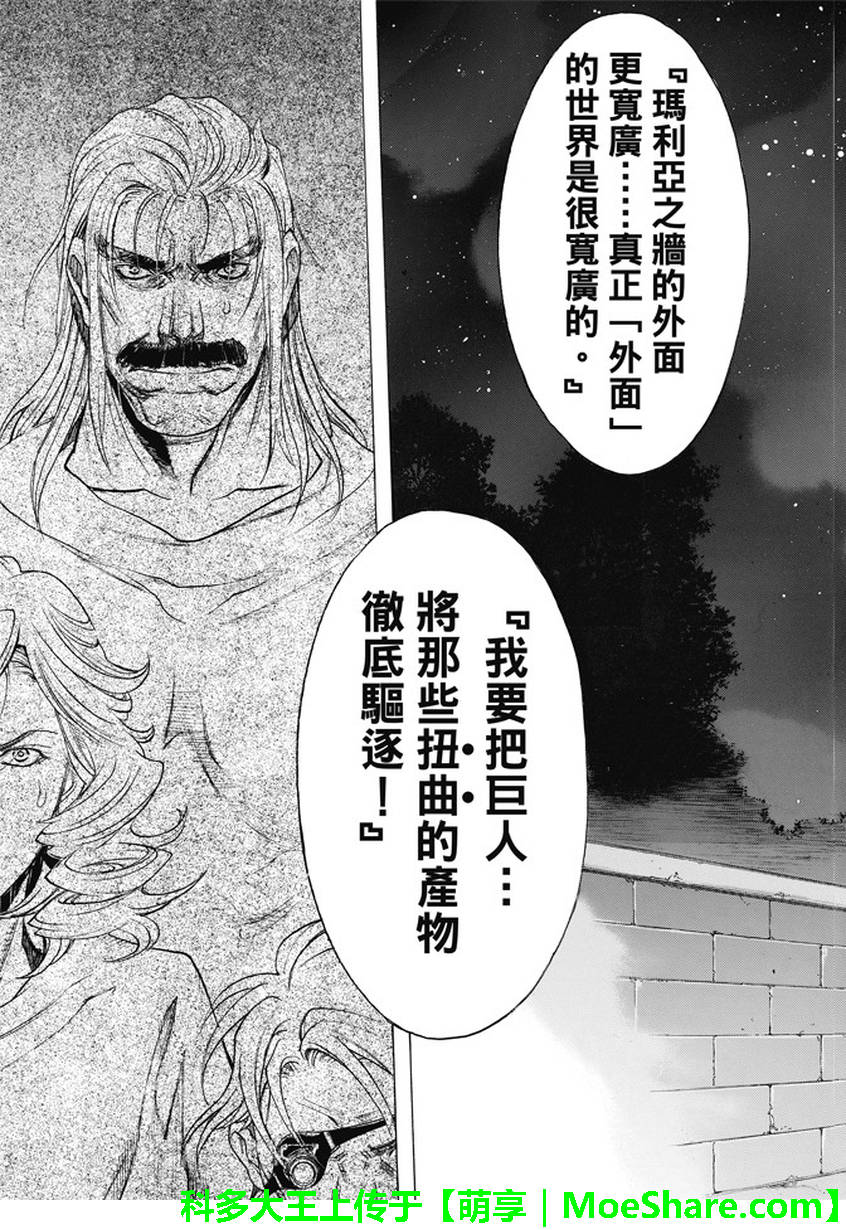 『瑪利亞之牆的外面
更寬廣……真正「外面」
的世界是很寬廣的。』
『我要把巨人…
將那些扭曲的產物
徹底驅逐！』
科多大王上传于【萌享｜MoeShare.com】